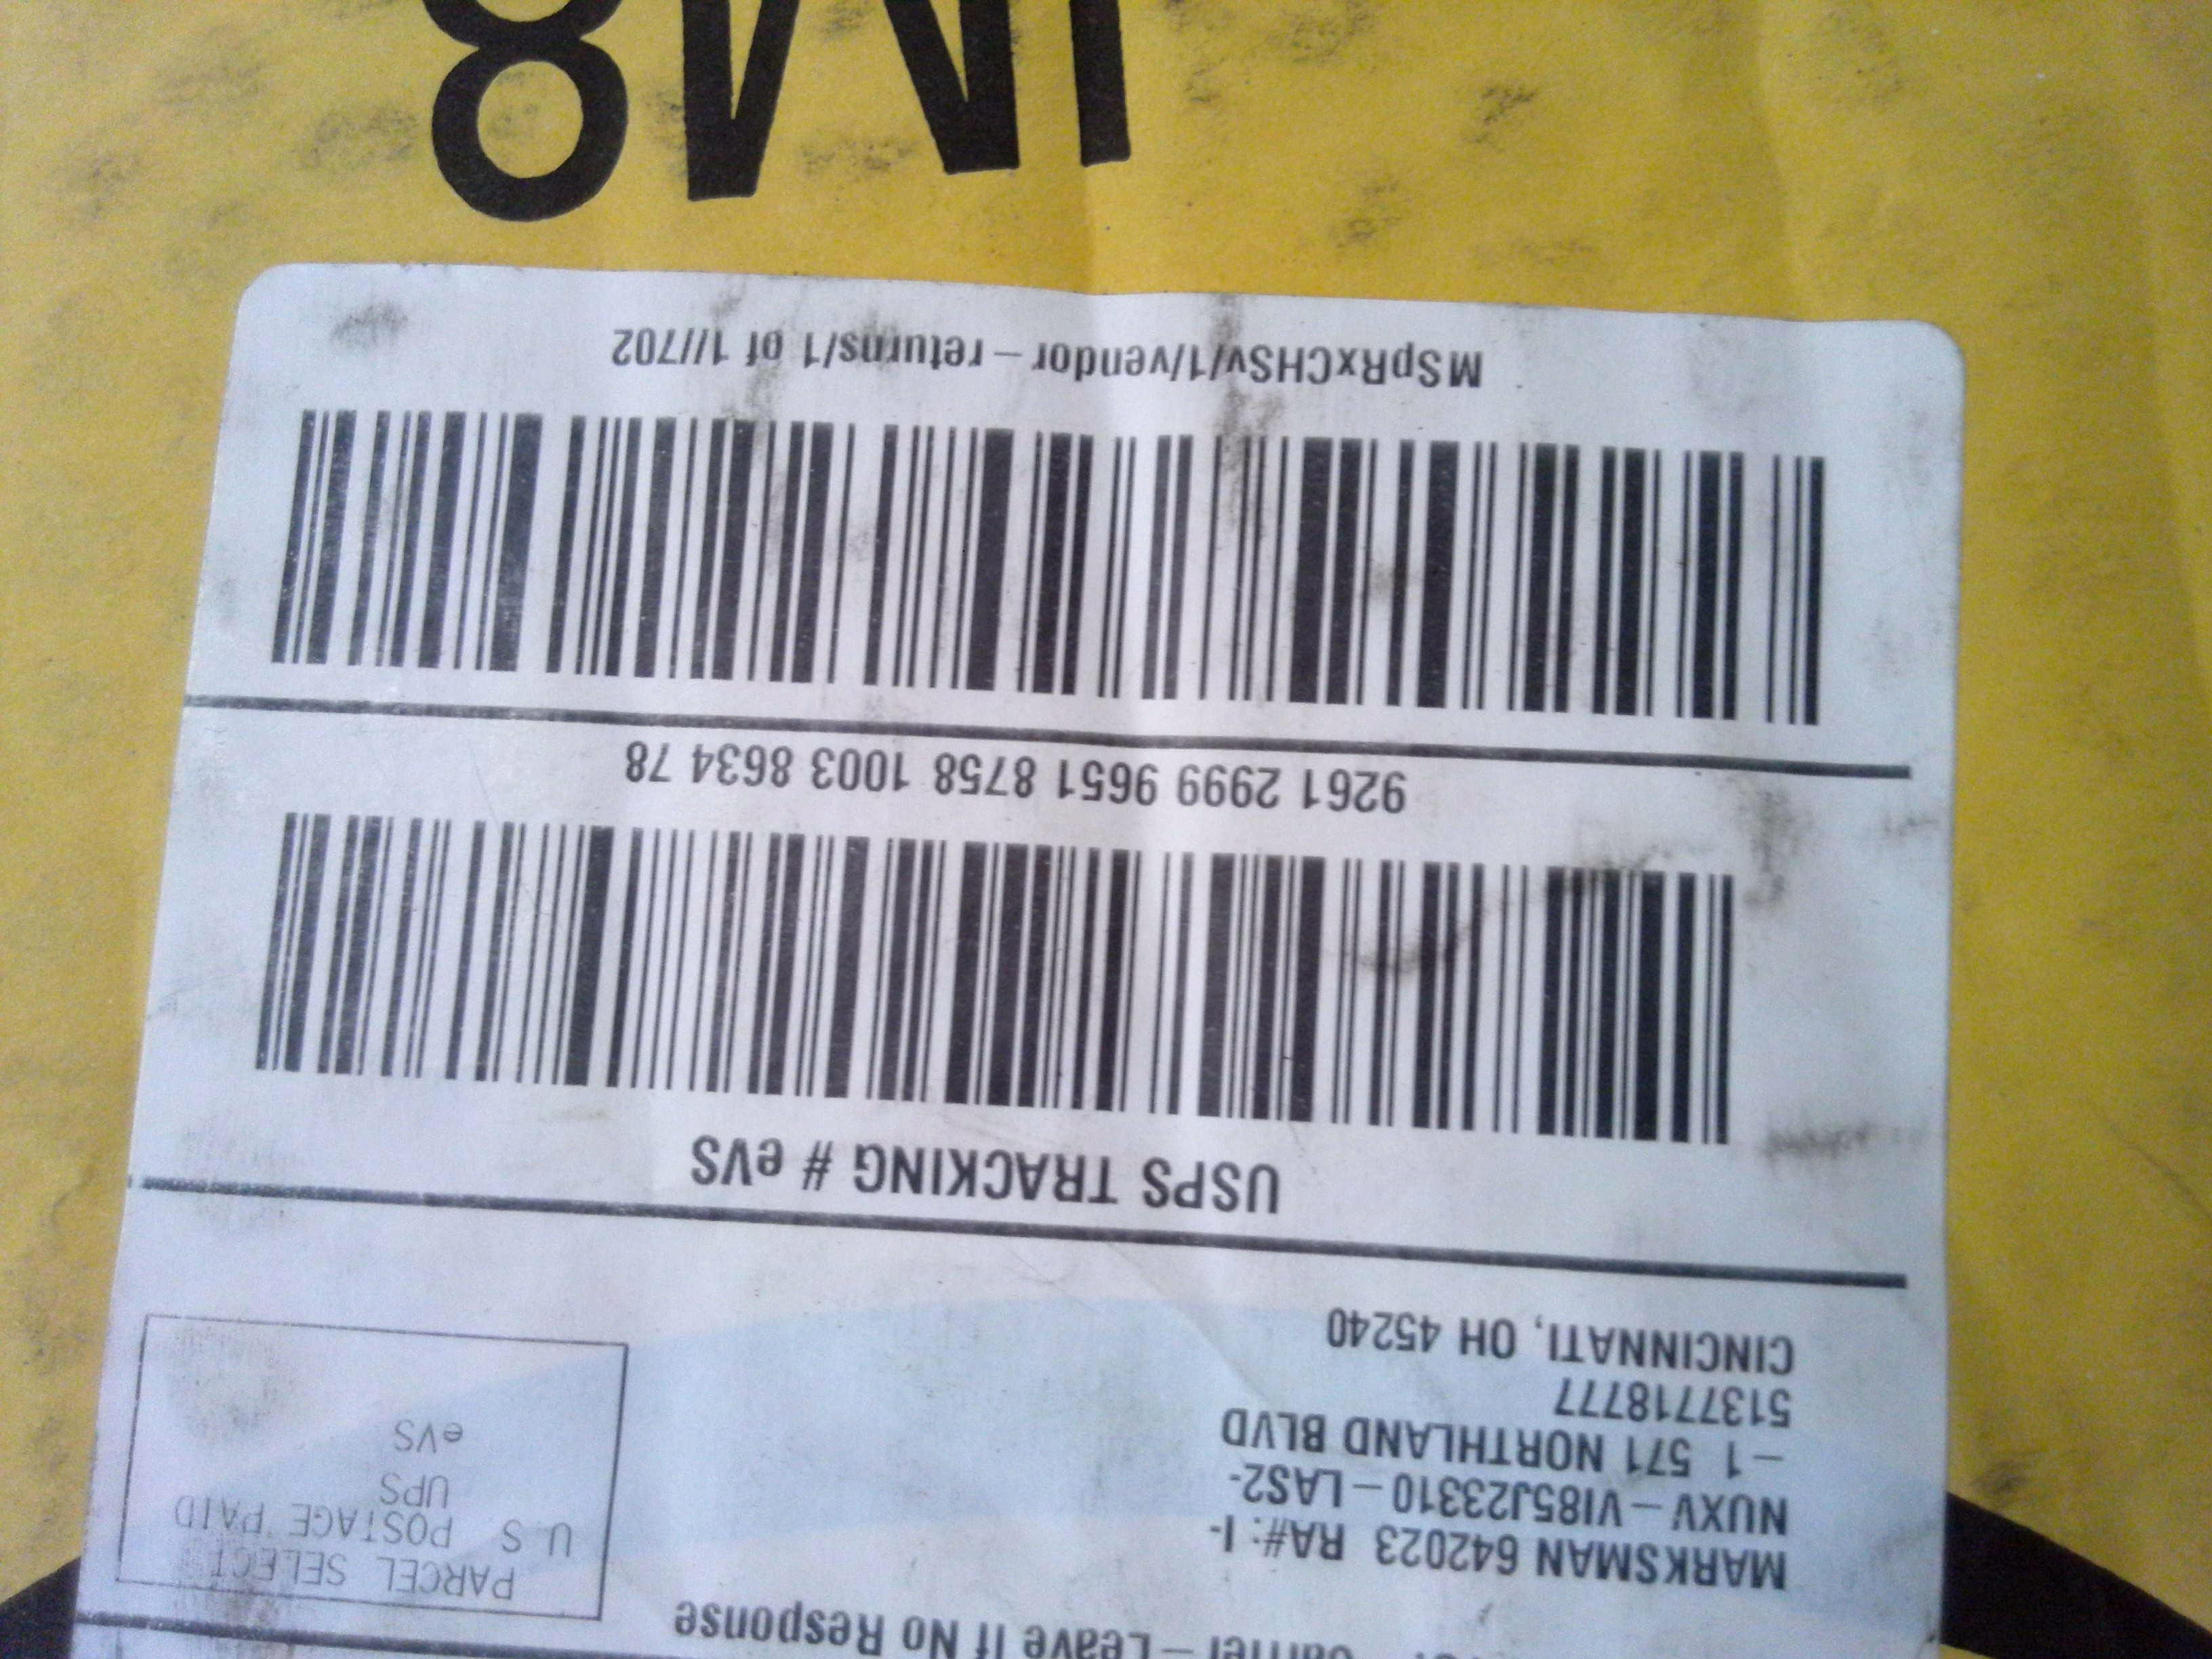 Carrier – Leave If No Response
PARCEL SELECT
U S POSTAGE PAID
UPS
eVS
MARKSMAN 642023 RA#: I-
NUXV – VI85J23310 – LAS2-
– 1 571 NORTHLAND BLVD
5137718777
CINCINNATI, OH 45240
USPS TRACKING # eVS
9261 2999 9651 8758 1003 8634 78
MSpRxCHSv/1/vendor – returns/1 of 1//702